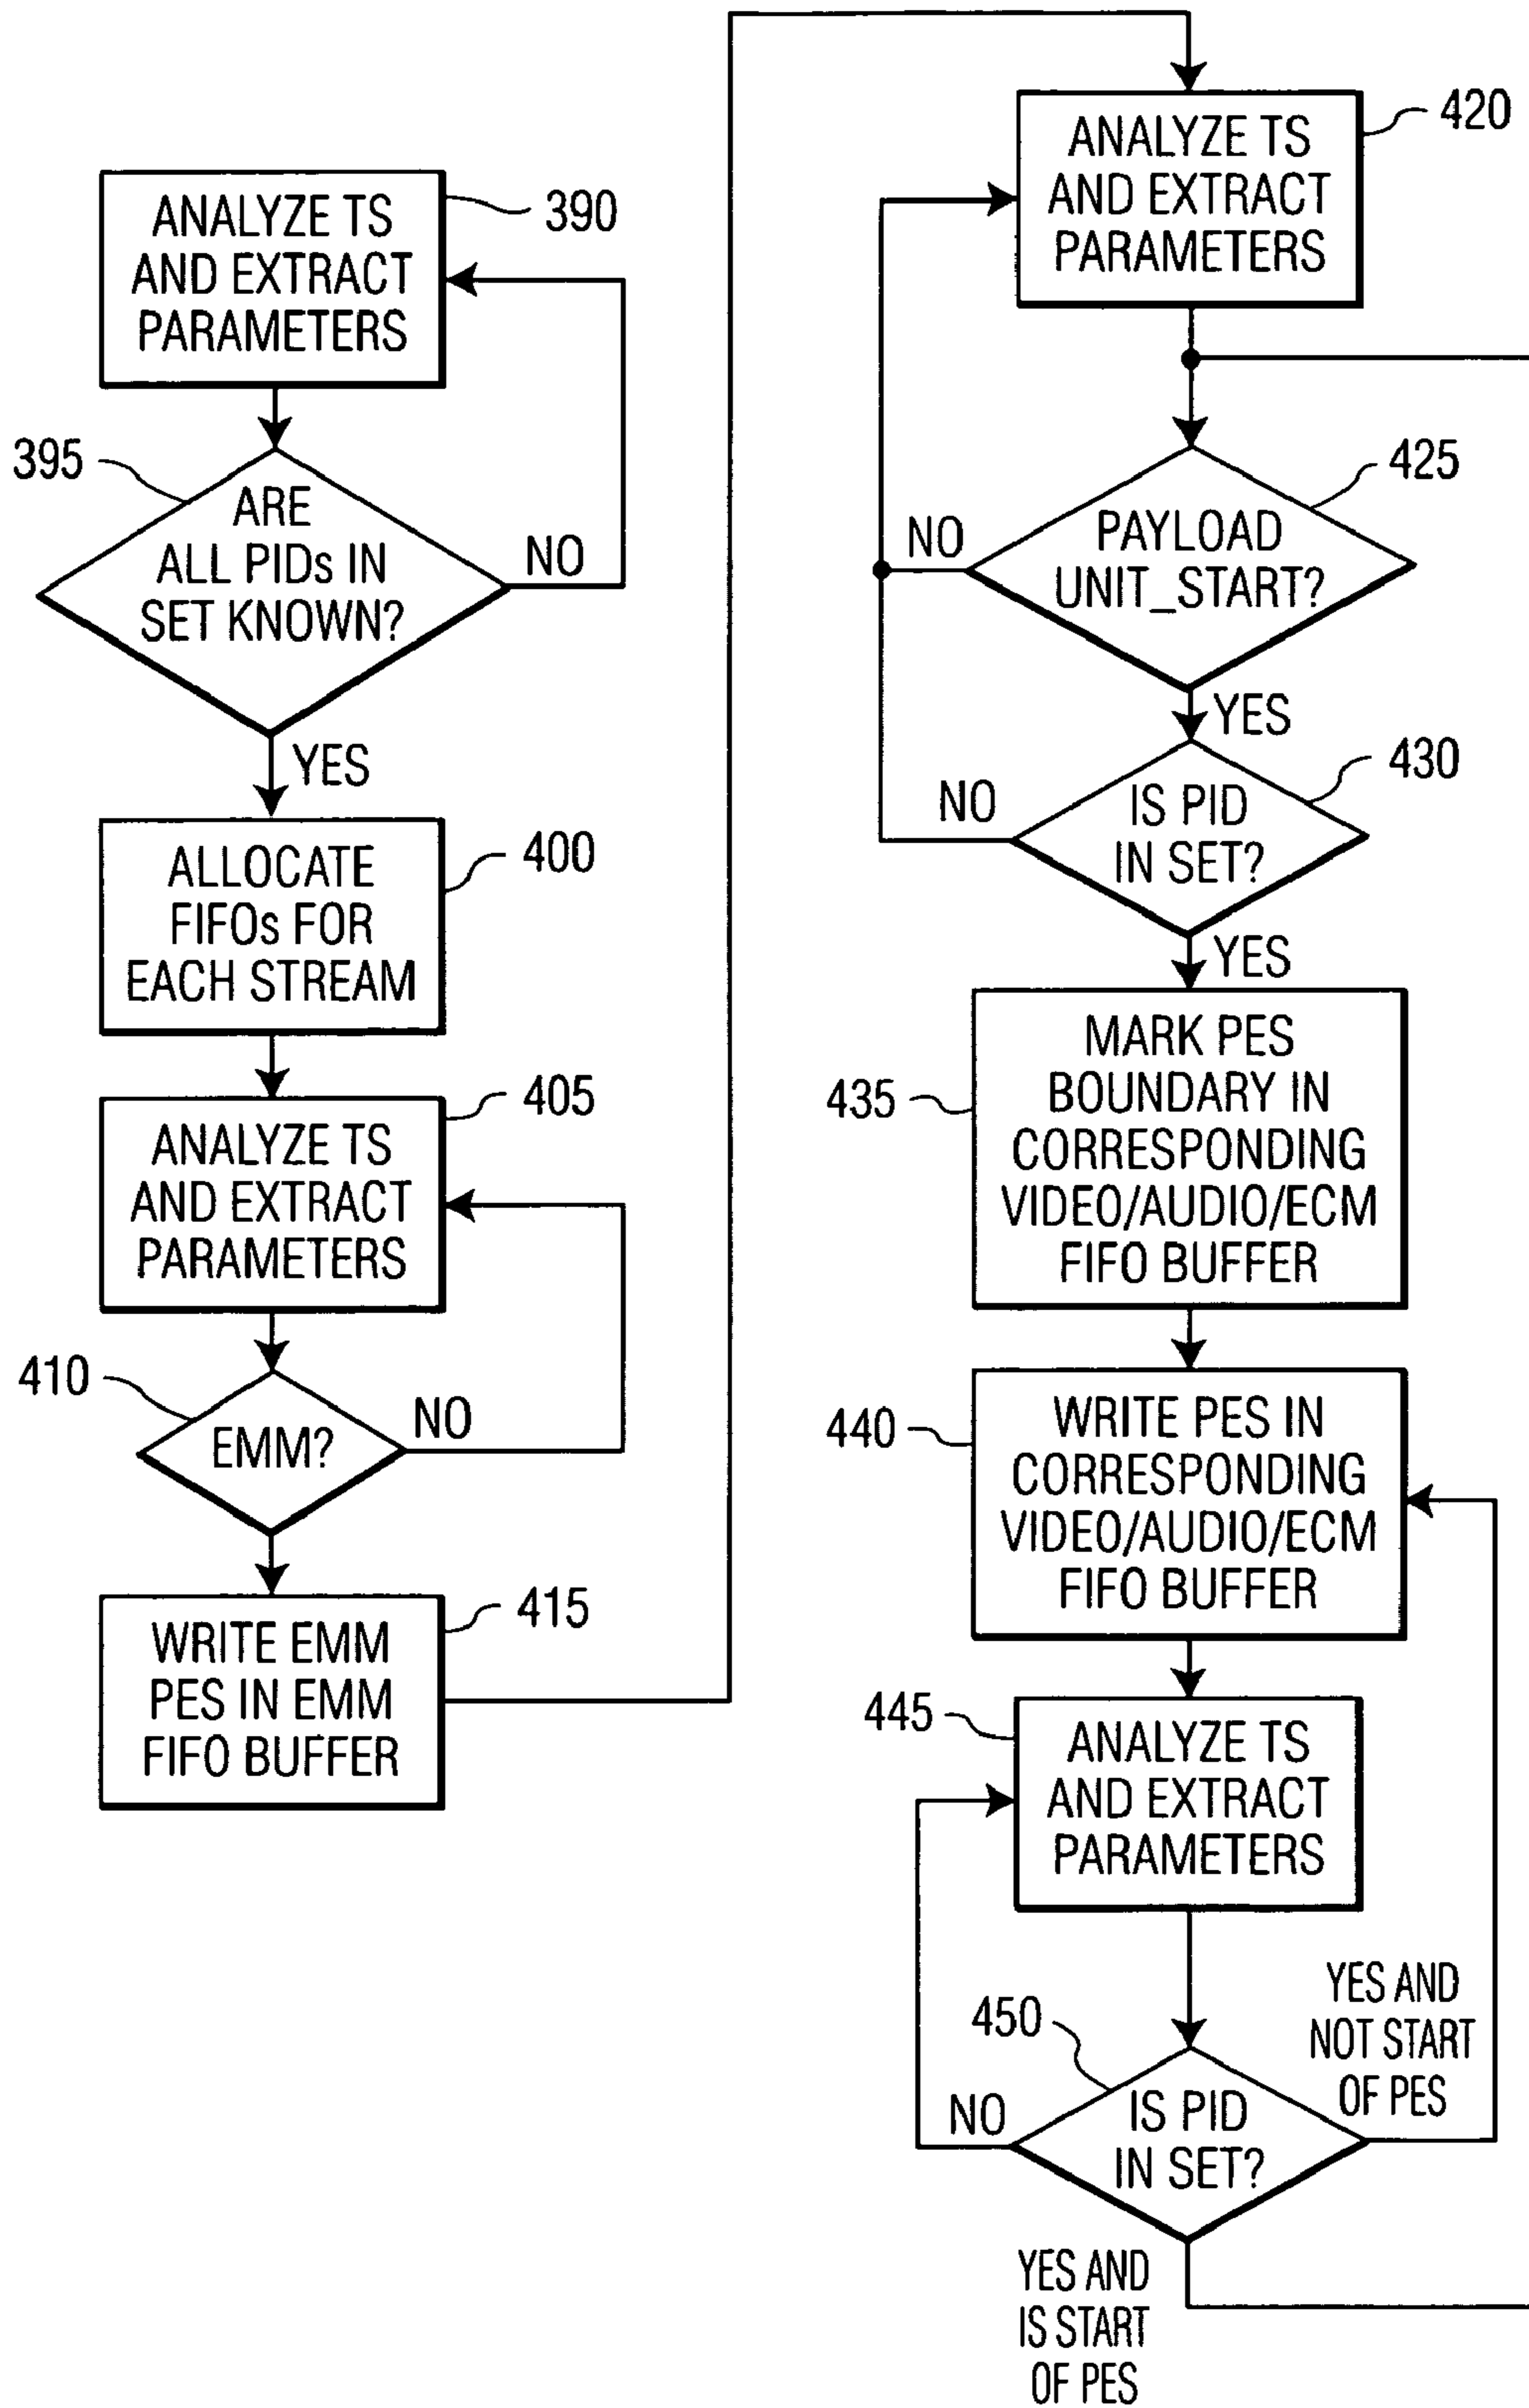 ANALYZE TS
AND EXTRACT
PARAMETERS
390
395
ARE
ALL PIDs IN
SET KNOWN?
NO
YES
ALLOCATE
FIFOs FOR
EACH STREAM
400
ANALYZE TS
AND EXTRACT
PARAMETERS
405
410
EMM?
NO
WRITE EMM
PES IN EMM
FIFO BUFFER
415
ANALYZE TS
AND EXTRACT
PARAMETERS
420
PAYLOAD
UNIT_START?
425
NO
YES
IS PID
IN SET?
430
NO
YES
MARK PES
BOUNDARY IN
CORRESPONDING
VIDEO/AUDIO/ECM
FIFO BUFFER
435
WRITE PES IN
CORRESPONDING
VIDEO/AUDIO/ECM
FIFO BUFFER
440
445
ANALYZE TS
AND EXTRACT
PARAMETERS
450
IS PID
IN SET?
NO
YES AND
NOT START
OF PES
YES AND
IS START
OF PES